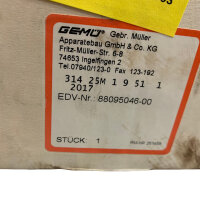 GEMÜ Gebr. Müller
Apparatebau GmbH & Co. KG
Fritz-Müller-Str. 6-8
74653 Ingelfingen 2
Tel.07940/123-0 Fax 123-192
314 25M 1 9 51 1
2017
EDV-Nr.: 88095046-00
STÜCK: 1